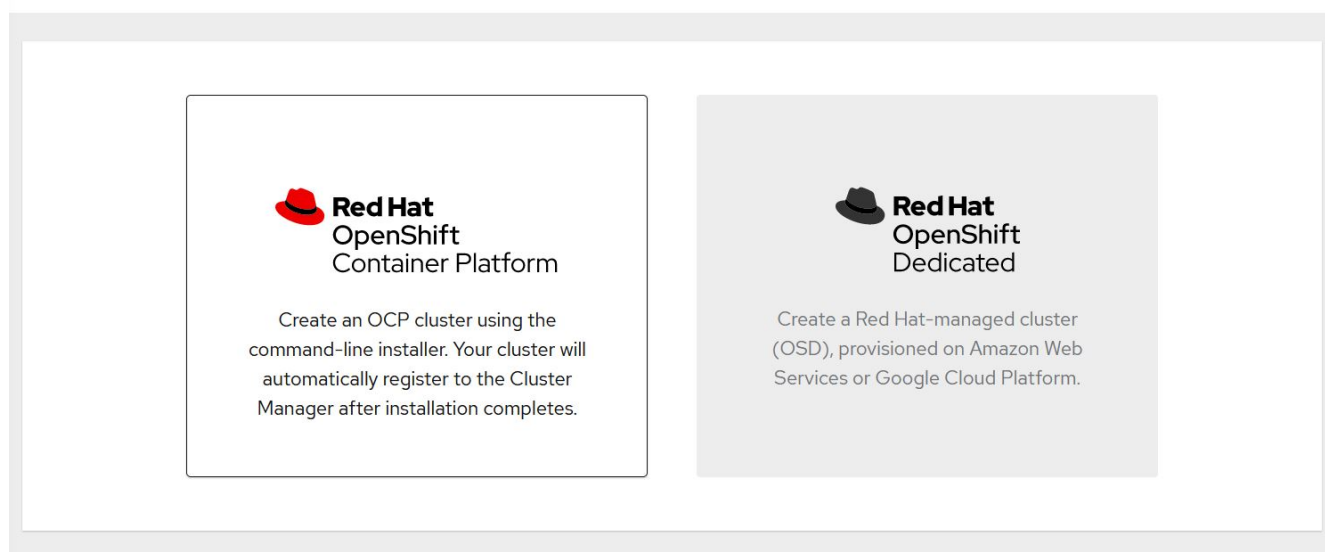 Red Hat
OpenShift
Container Platform
Create an OCP cluster using the
command-line installer. Your cluster will
automatically register to the Cluster
Manager after installation completes.
Red Hat
OpenShift
Dedicated
Create a Red Hat-managed cluster
(OSD), provisioned on Amazon Web
Services or Google Cloud Platform.